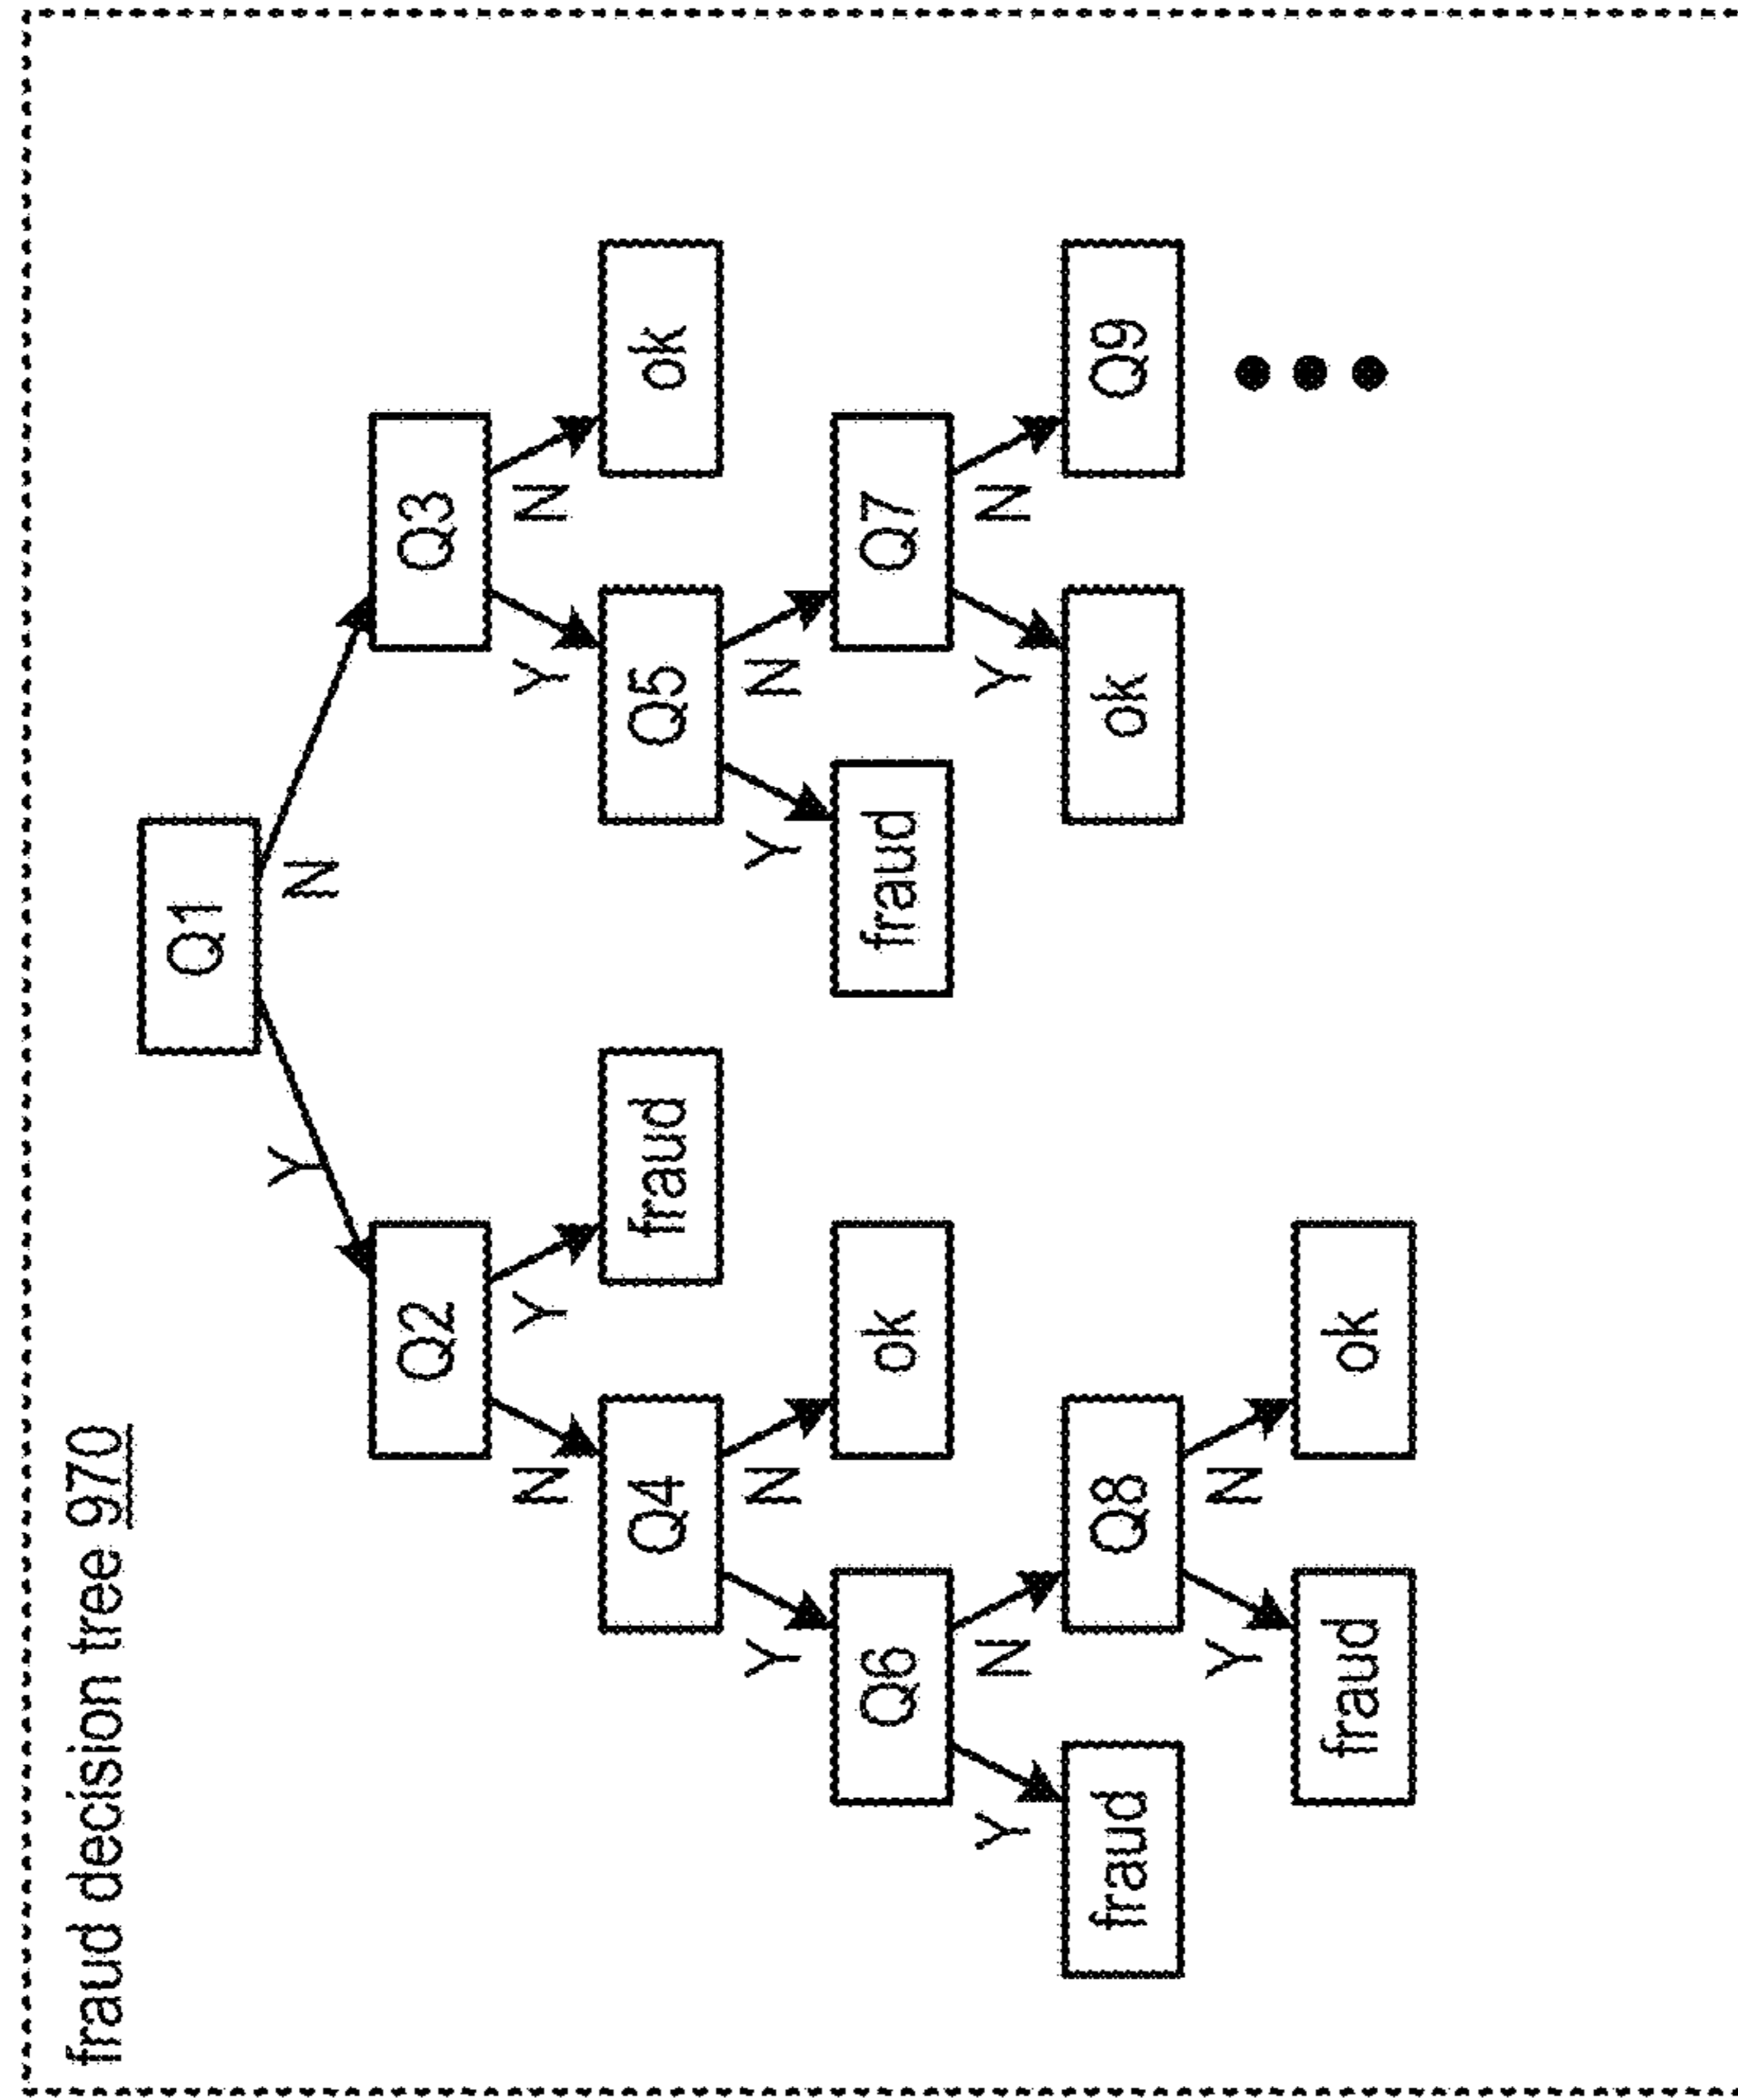 fraud decision tree 970
Q1
Y N
Q2 Q3
N Y Y N
Q4 fraud Q5 ok
Y N Y N
Q6 ok fraud Q7
Y N Y N
fraud Q8 ok Q9
Y N
fraud ok